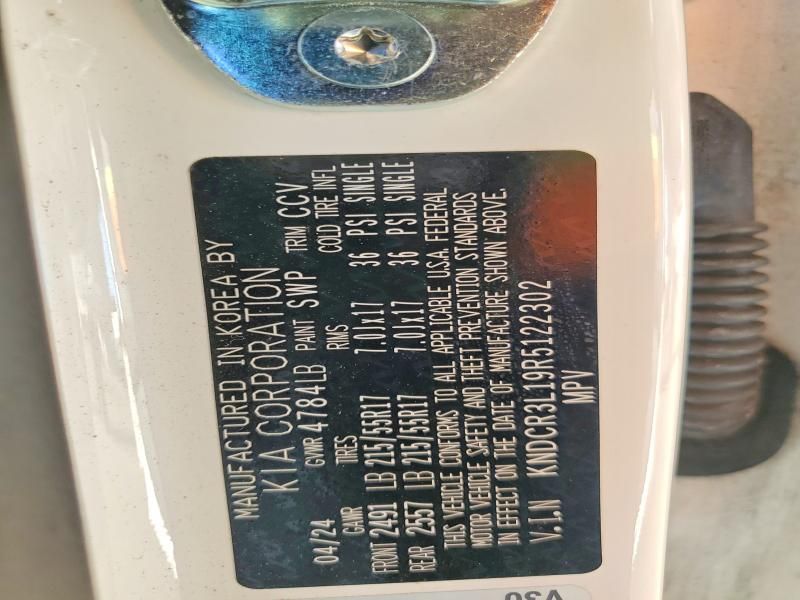 MANUFACTURED IN KOREA BY
KIA CORPORATION
04/24 GVWR 4784LB PAINT SWP TRIM CCV
GAWR TIRES RIMS COLD TIRE INFL
FRONT 2491 LB 215/55R17 7.0Jx17 36 PSI SINGLE
REAR 2557 LB 215/55R17 7.0Jx17 36 PSI SINGLE
THIS VEHICLE CONFORMS TO ALL APPLICABLE U.S.A. FEDERAL
MOTOR VEHICLE SAFETY AND THEFT PREVENTION STANDARDS
IN EFFECT ON THE DATE OF MANUFACTURE SHOWN ABOVE.
V.I.N KNDCR3L19R5122302
MPV